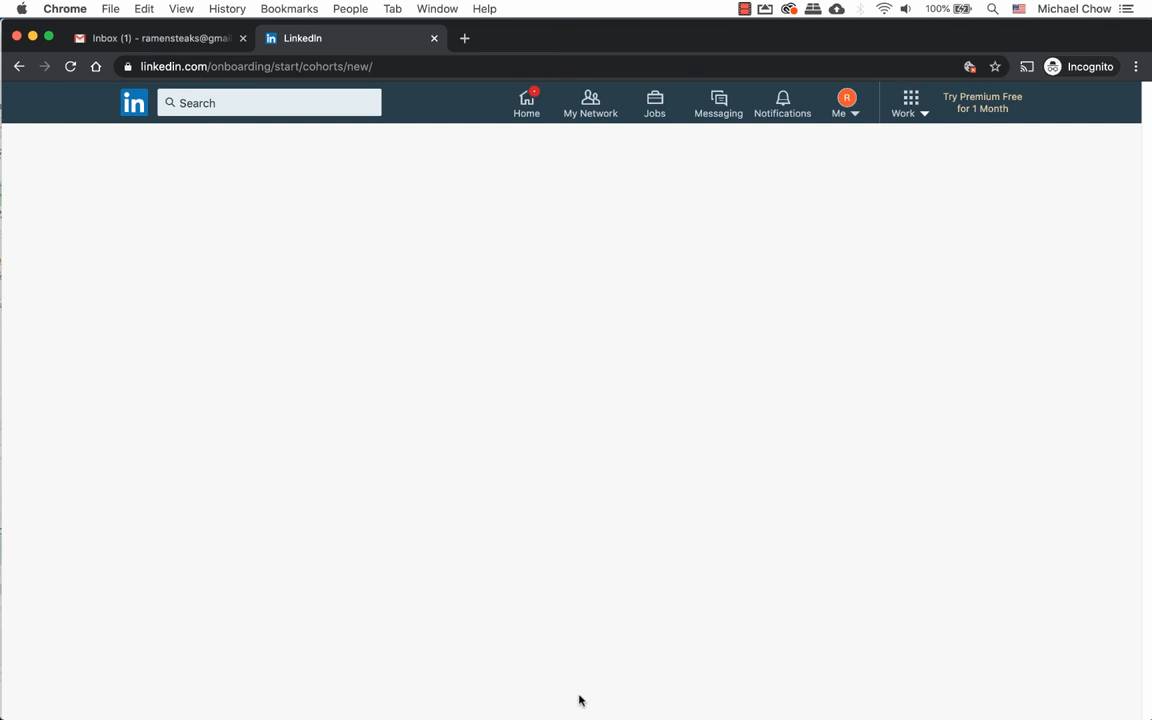 Chrome File Edit View History Bookmarks People Tab Window Help 100% Michael Chow
Inbox (1) - ramensteaks@gmai
LinkedIn
linkedin.com/onboarding/start/cohorts/new/
Incognito
in
Search
Home
My Network
Jobs
Messaging
Notifications
R
Me
Work
Try Premium Free
for 1 Month